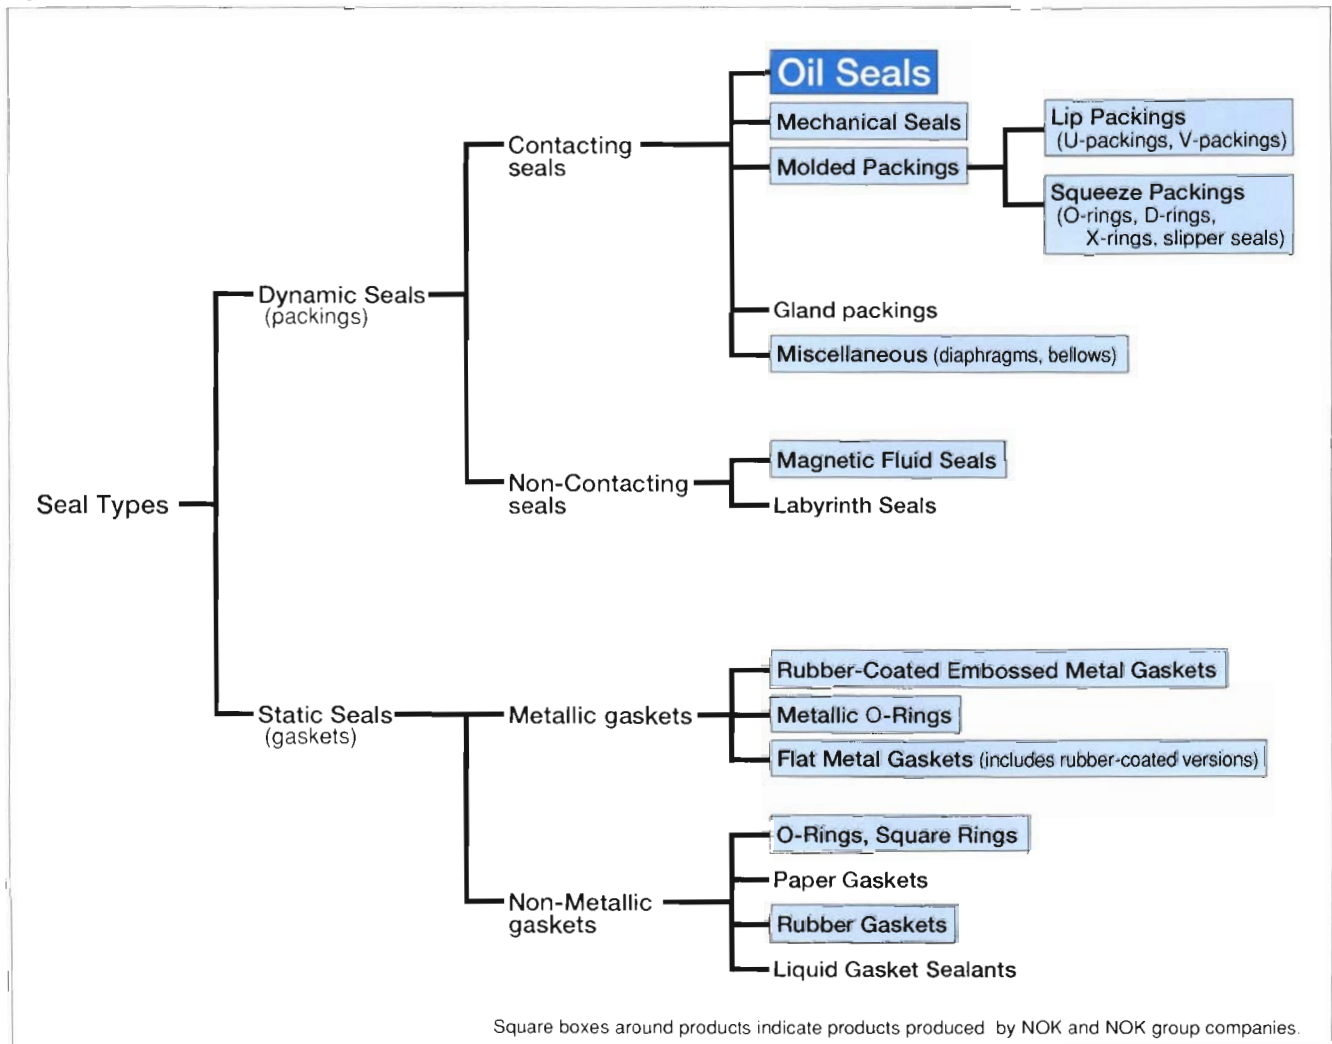 Oil Seals
Mechanical Seals
Lip Packings
(U-packings, V-packings)
Contacting
seals
Molded Packings
Squeeze Packings
(O-rings, D-rings,
X-rings, slipper seals)
Dynamic Seals
(packings)
Gland packings
Miscellaneous (diaphragms, bellows)
Magnetic Fluid Seals
Non-Contacting
seals
Labyrinth Seals
Seal Types
Rubber-Coated Embossed Metal Gaskets
Static Seals
(gaskets)
Metallic gaskets
Metallic O-Rings
Flat Metal Gaskets (includes rubber-coated versions)
O-Rings, Square Rings
Paper Gaskets
Non-Metallic
gaskets
Rubber Gaskets
Liquid Gasket Sealants
Square boxes around products indicate products produced by NOK and NOK group companies.